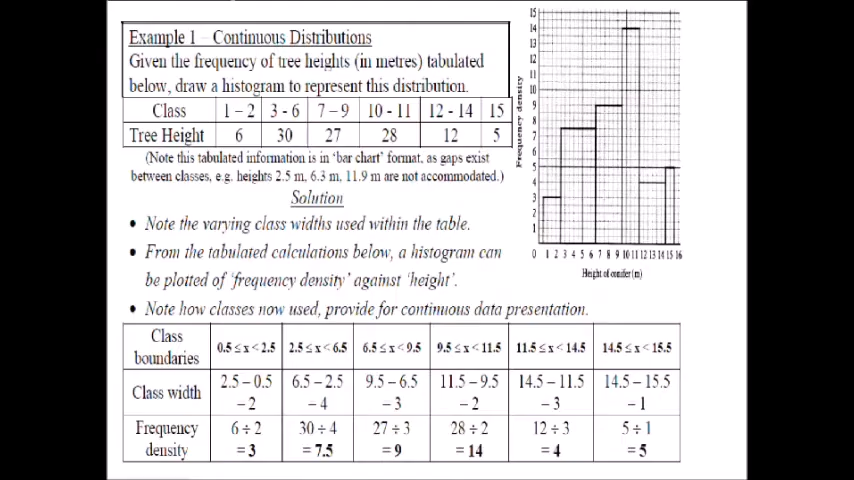 Example 1 – Continuous Distributions
Given the frequency of tree heights (in metres) tabulated
below, draw a histogram to represent this distribution.
Class 1 – 2 3 - 6 7 – 9 10 - 11 12 - 14 15
Tree Height 6 30 27 28 12 5
(Note this tabulated information is in 'bar chart' format, as gaps exist
between classes, e.g. heights 2.5 m, 6.3 m, 11.9 m are not accommodated.)
Solution
• Note the varying class widths used within the table.
• From the tabulated calculations below, a histogram can
be plotted of 'frequency density' against 'height'.
• Note how classes now used, provide for continuous data presentation.
Frequency density
15
14
13
12
11
10
9
8
7
6
5
4
3
2
1
0 1 2 3 4 5 6 7 8 9 10 11 12 13 14 15 16
Height of conifer (m)
Class
boundaries 0.5 ≤ x < 2.5 2.5 ≤ x < 6.5 6.5 ≤ x < 9.5 9.5 ≤ x < 11.5 11.5 ≤ x < 14.5 14.5 ≤ x < 15.5
Class width 2.5 – 0.5 6.5 – 2.5 9.5 – 6.5 11.5 – 9.5 14.5 – 11.5 14.5 – 15.5
– 2 – 4 – 3 – 2 – 3 – 1
Frequency 6 ÷ 2 30 ÷ 4 27 ÷ 3 28 ÷ 2 12 ÷ 3 5 ÷ 1
density = 3 = 7.5 = 9 = 14 = 4 = 5